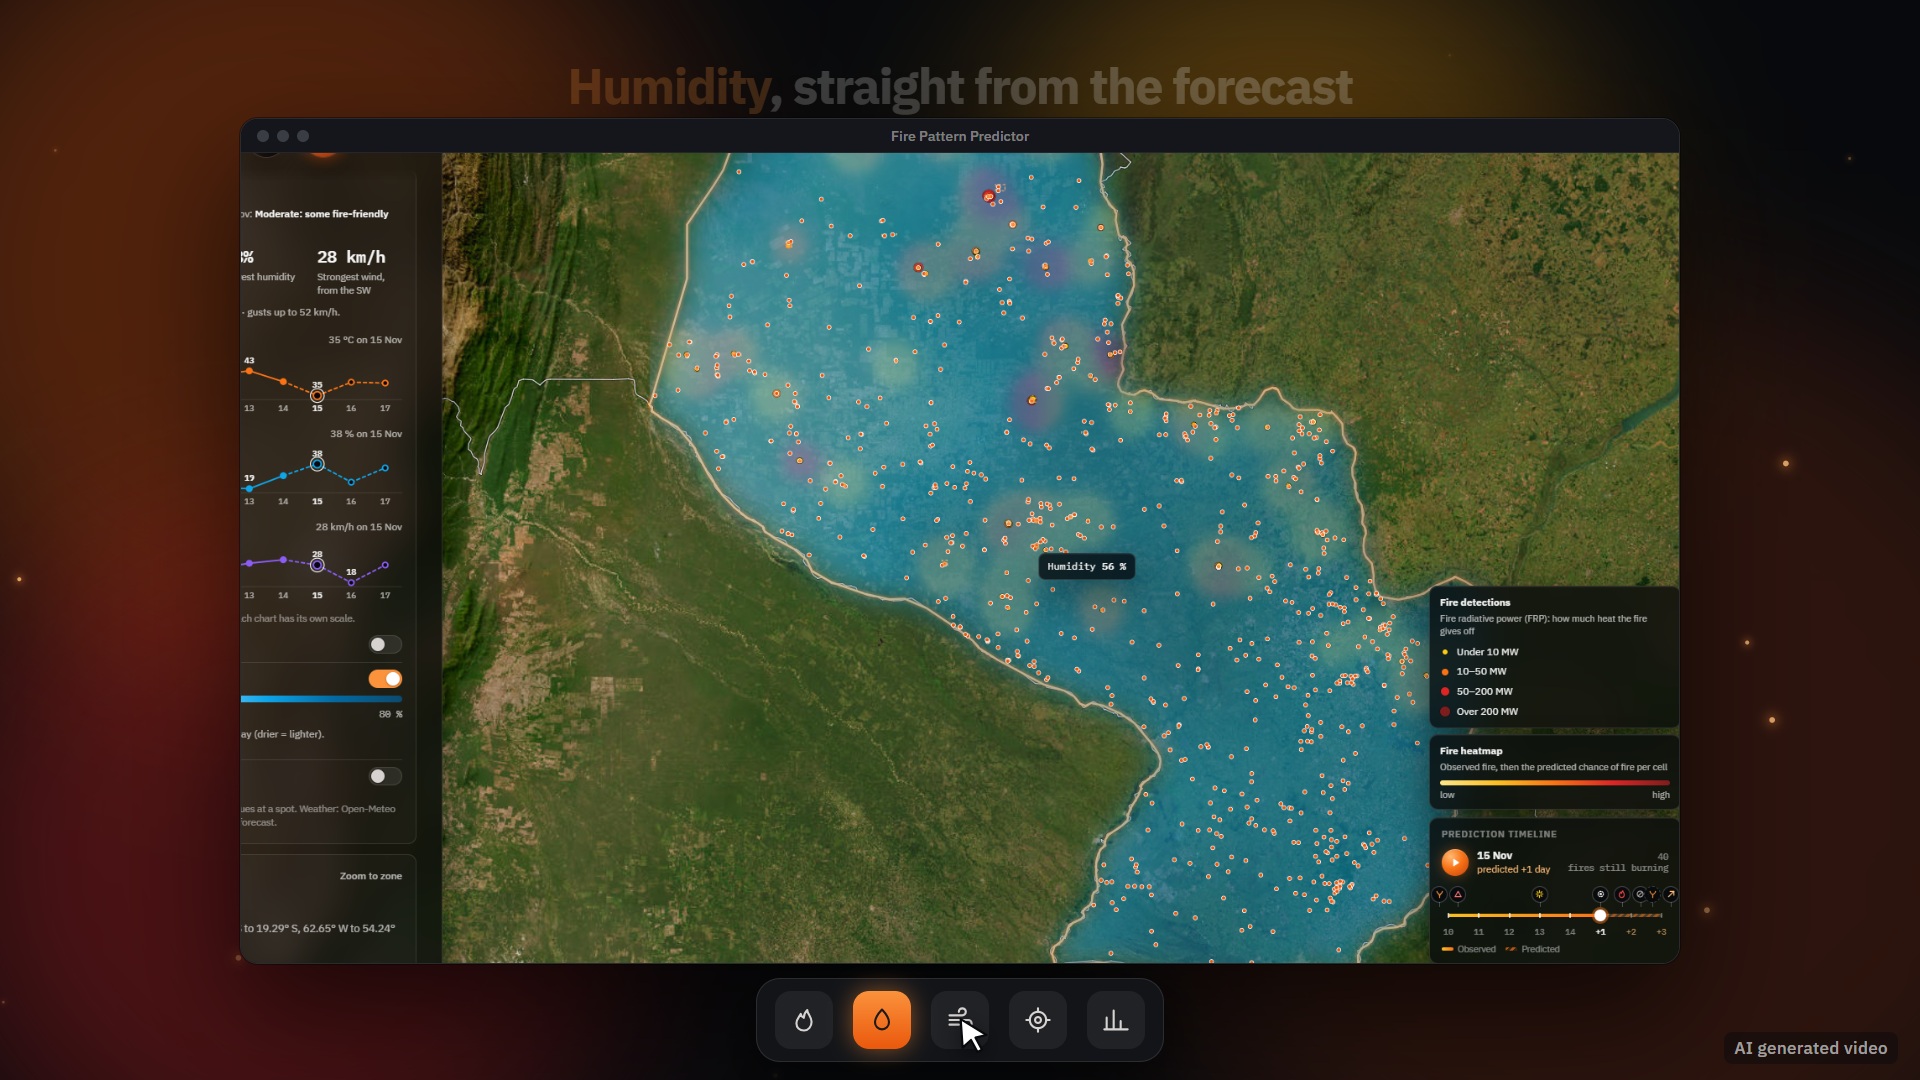 Humidity, straight from the forecast
Fire Pattern Predictor
ov: Moderate: some fire-friendly
% 28 km/h
est humidity Strongest wind,
from the SW
· gusts up to 52 km/h.
35 °C on 15 Nov
43
35
13 14 15 16 17
38 % on 15 Nov
38
19
13 14 15 16 17
28 km/h on 15 Nov
28
18
13 14 15 16 17
ch chart has its own scale.
80 %
ay (drier = lighter).
ues at a spot. Weather: Open-Meteo
forecast.
Zoom to zone
to 19.29° S, 62.65° W to 54.24°
Humidity 56 %
Fire detections
Fire radiative power (FRP): how much heat the fire
gives off
Under 10 MW
10–50 MW
50–200 MW
Over 200 MW
Fire heatmap
Observed fire, then the predicted chance of fire per cell
low high
PREDICTION TIMELINE
15 Nov 40
predicted +1 day fires still burning
10 11 12 13 14 +1 +2 +3
Observed Predicted
AI generated video